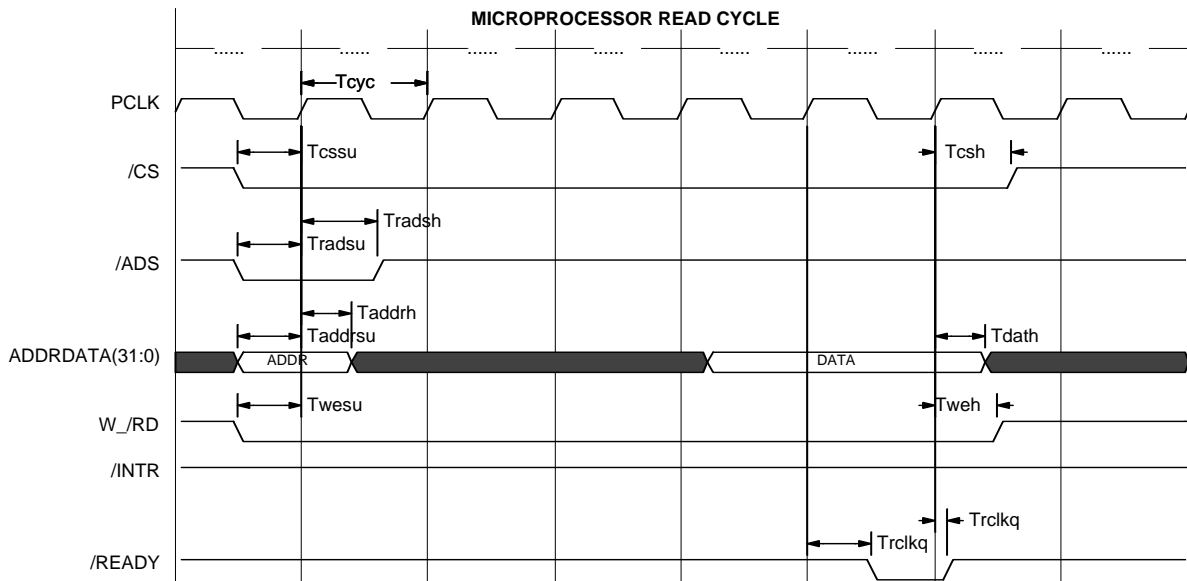 MICROPROCESSOR READ CYCLE
...... ...... ...... ...... ...... ...... ...... ......
Tcyc
PCLK
Tcssu
Tcsh
/CS
Tradsh
Tradsu
/ADS
Taddrh
Taddrsu
Tdath
ADDRDATA(31:0)
ADDR
DATA
Twesu
Tweh
W_/RD
/INTR
Trclkq
Trclkq
/READY